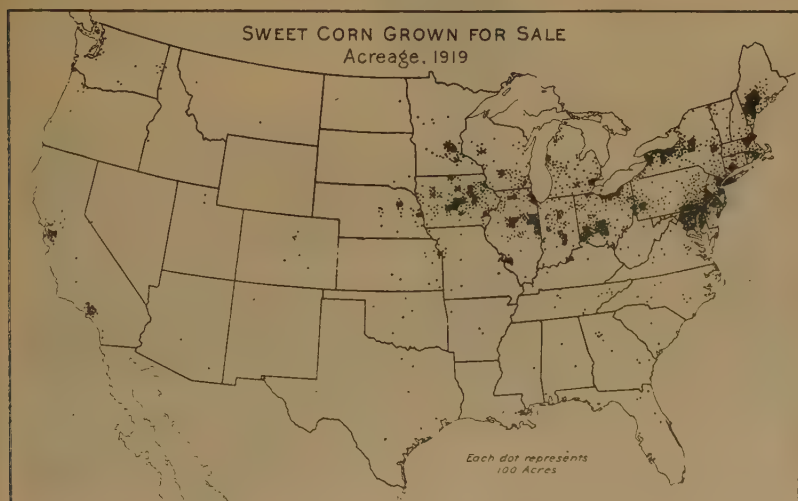 SWEET CORN GROWN FOR SALE
Acreage, 1919
Each dot represents
100 Acres